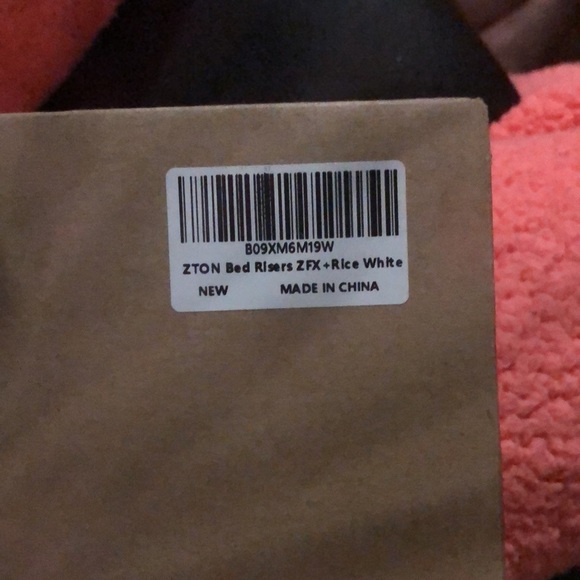 B09XM6M19W
ZTON Bed Risers ZFX+Rice White
NEW MADE IN CHINA